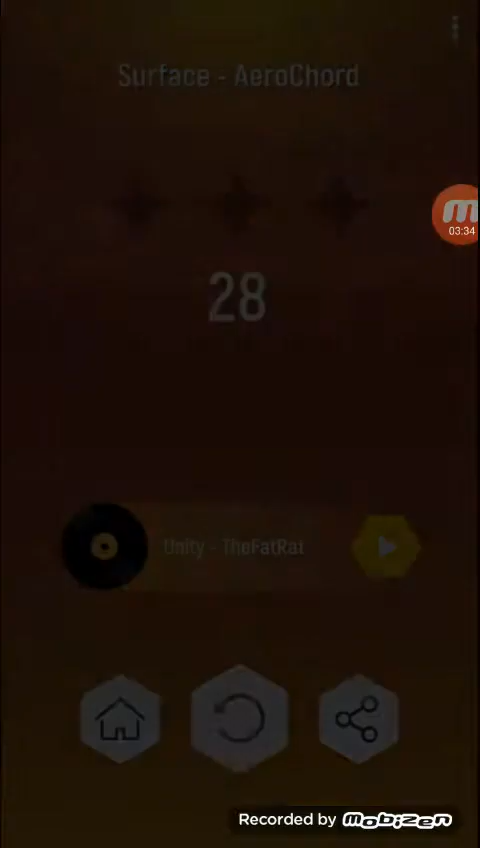 Surface - AeroChord
03:34
28
Unity - TheFatRat
Recorded by Mobizen